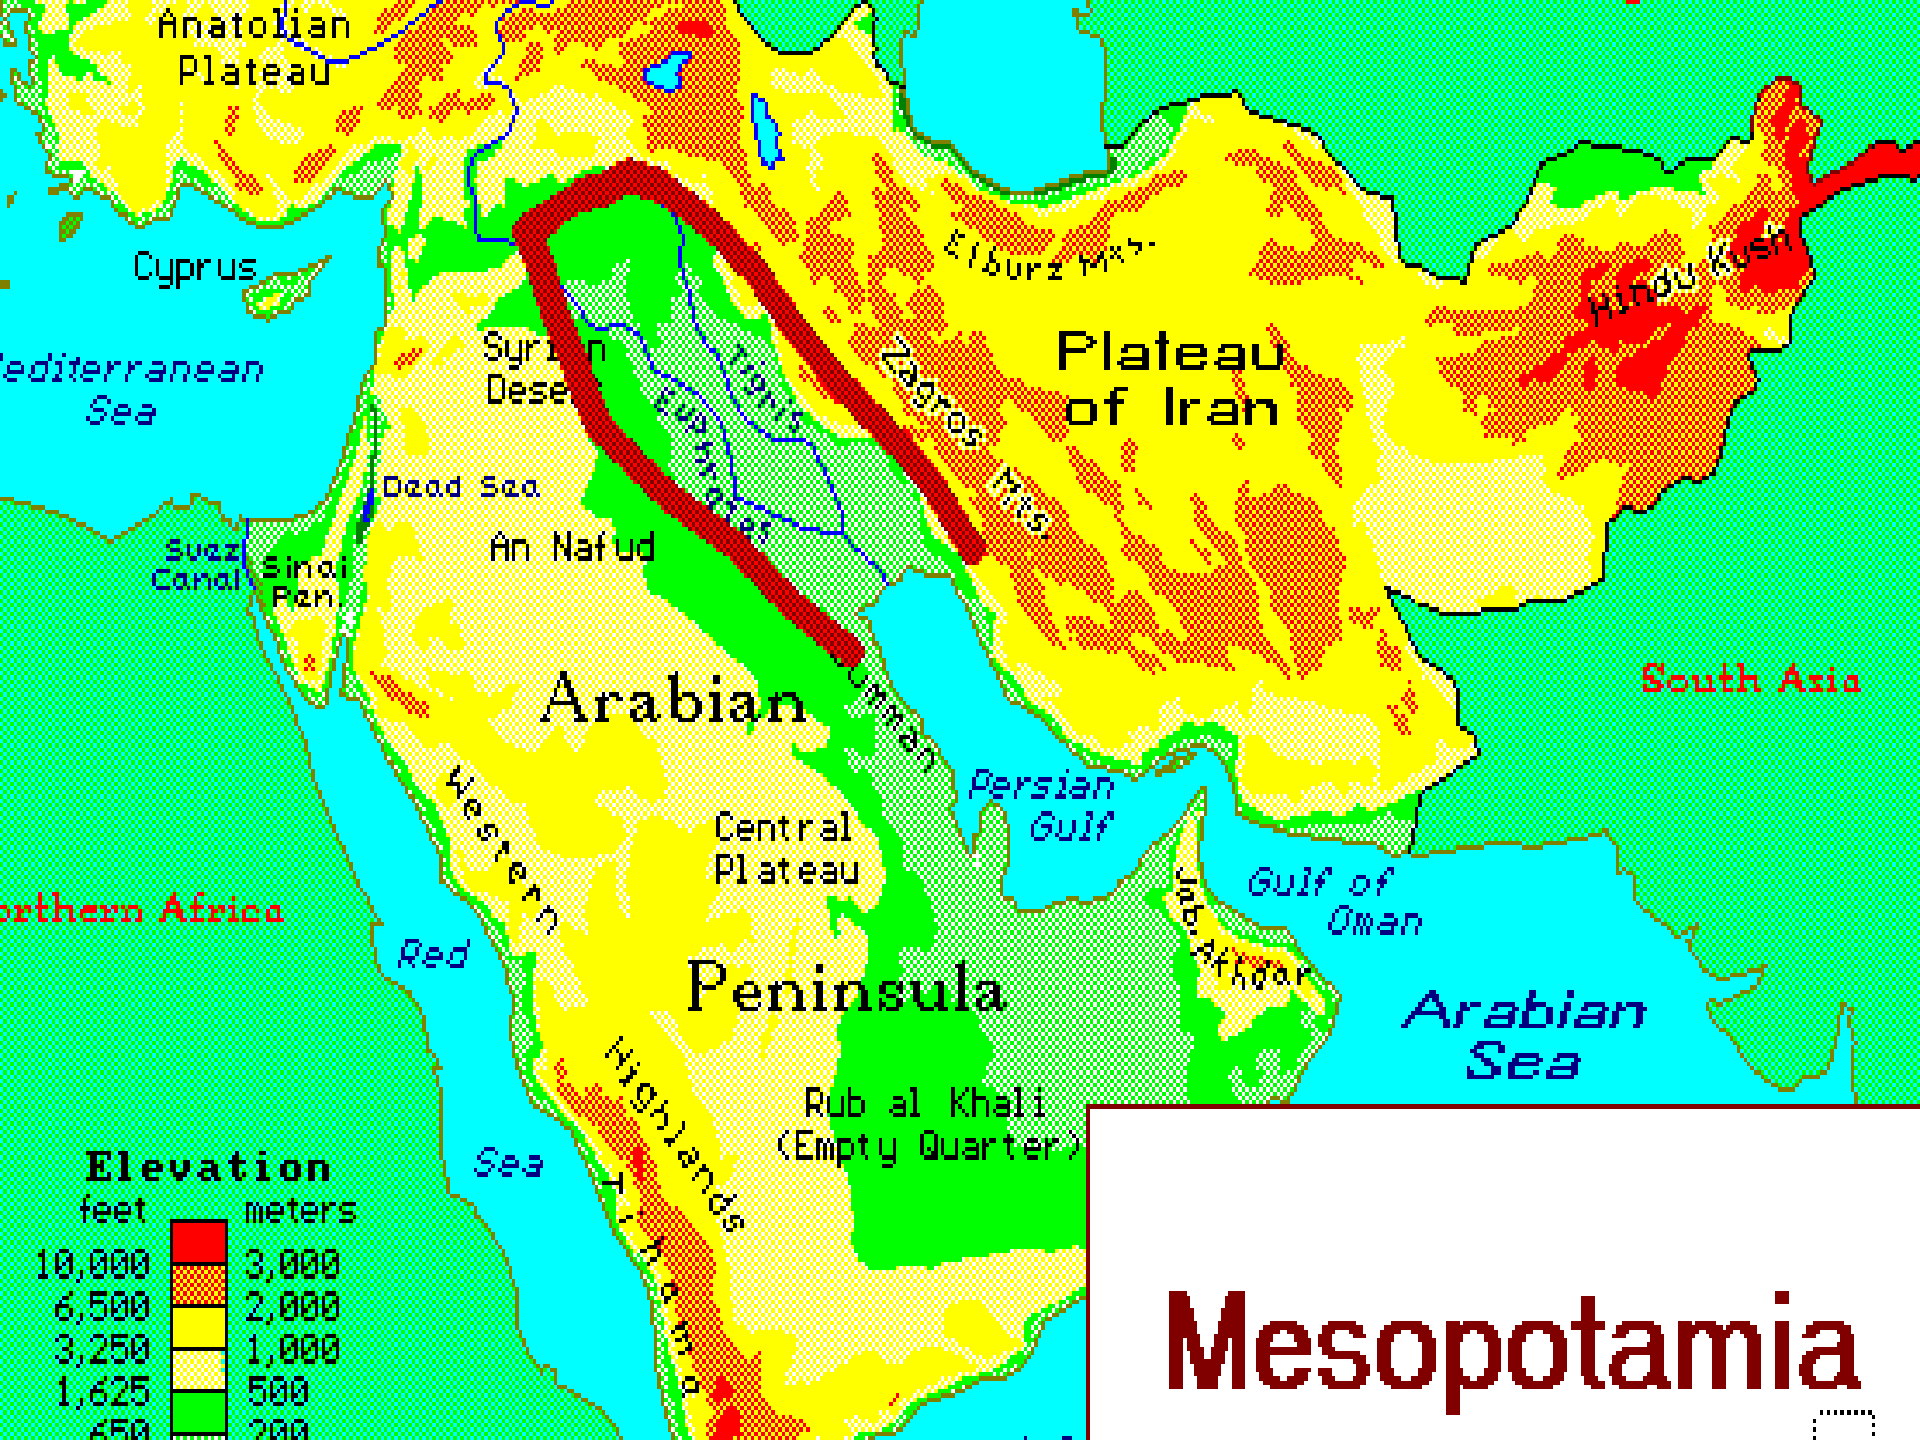 Anatolian
Plateau
Cyprus
Elburz Mts.
Hindu Kush
Plateau
of Iran
Syrian
Desert
Tigris
Euphrates
Zagros Mts.
editerranean
Sea
Dead Sea
An Nafud
Suez
Canal
Sinai
Pen.
South Asia
Arabian
Peninsula
Western
Highlands
Central
Plateau
Persian
Gulf
Gulf of
Oman
Jab. Akhdar
orthern Africa
Red
Sea
Arabian
Sea
Rub al Khali
(Empty Quarter)
Tihama
Elevation
feet meters
10,000 3,000
6,500 2,000
3,250 1,000
1,625 500
650 200
Mesopotamia